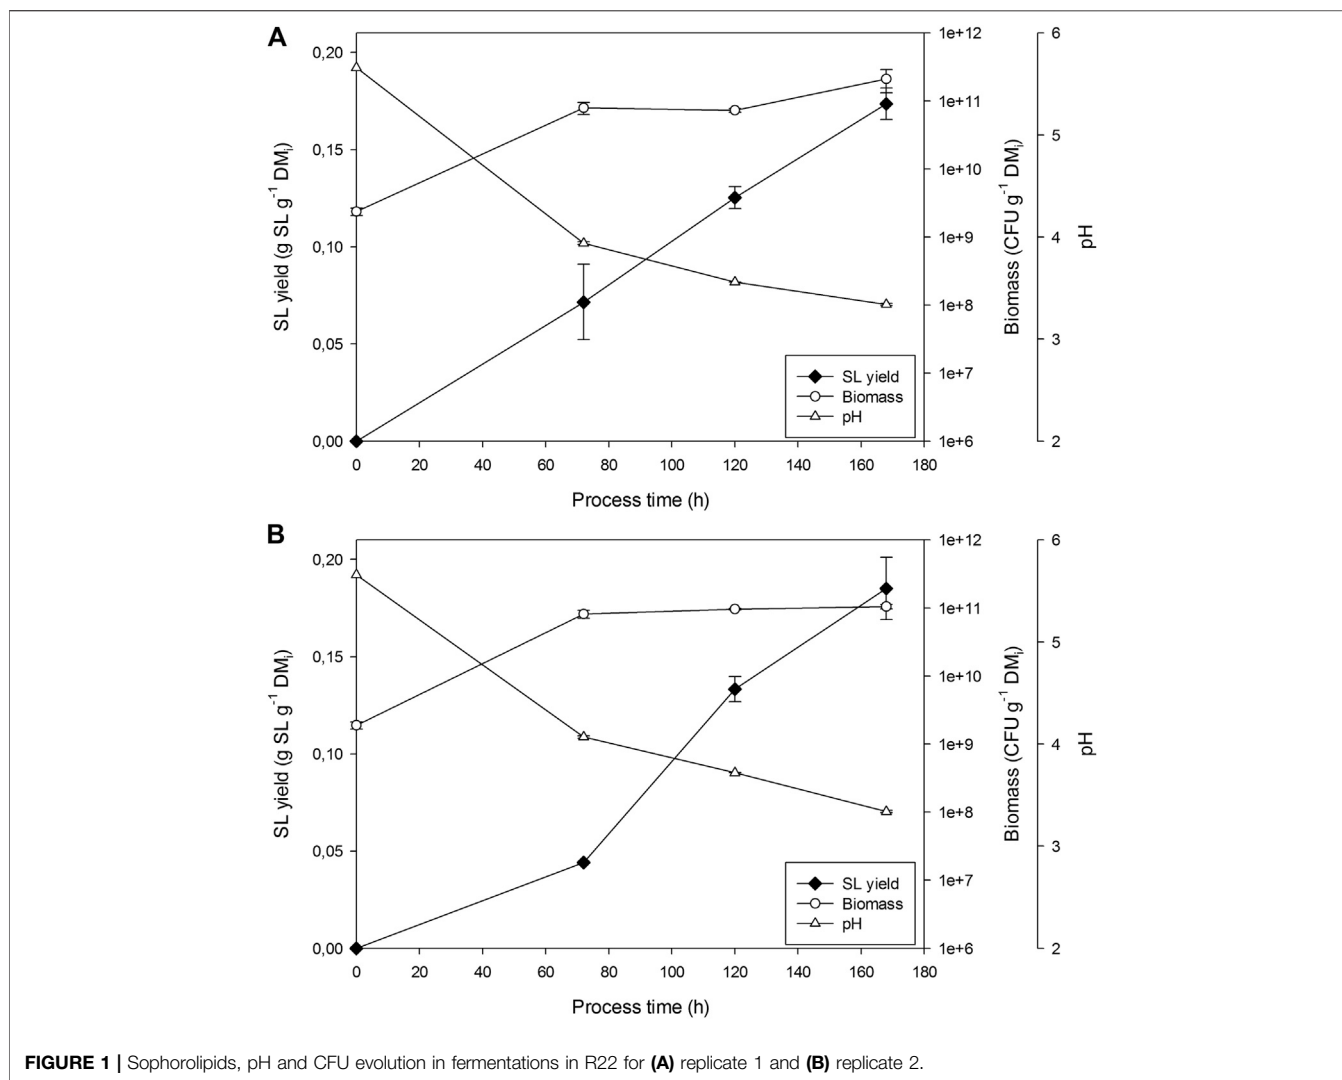 A
0,20
0,15
0,10
0,05
0,00
SL yield (g SL g-1 DMi)
1e+12
1e+11
1e+10
1e+9
1e+8
1e+7
1e+6
Biomass (CFU g-1 DMi)
6
5
4
3
2
pH
SL yield
Biomass
pH
0 20 40 60 80 100 120 140 160 180
Process time (h)
B
0,20
0,15
0,10
0,05
0,00
SL yield (g SL g-1 DMi)
1e+12
1e+11
1e+10
1e+9
1e+8
1e+7
1e+6
Biomass (CFU g-1 DMi)
6
5
4
3
2
pH
SL yield
Biomass
pH
0 20 40 60 80 100 120 140 160 180
Process time (h)
FIGURE 1 | Sophorolipids, pH and CFU evolution in fermentations in R22 for (A) replicate 1 and (B) replicate 2.